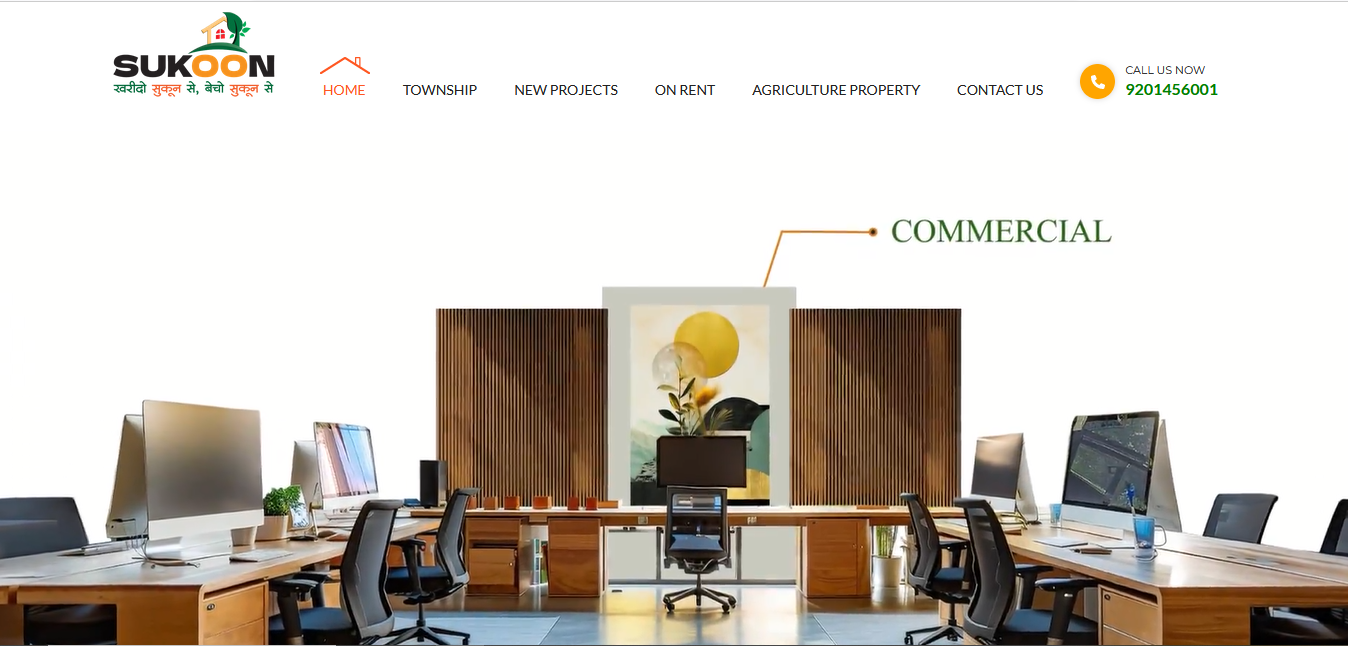 SUKOON
खरीदो सुकून से, बेचो सुकून से
HOME
TOWNSHIP
NEW PROJECTS
ON RENT
AGRICULTURE PROPERTY
CONTACT US
CALL US NOW
9201456001
COMMERCIAL